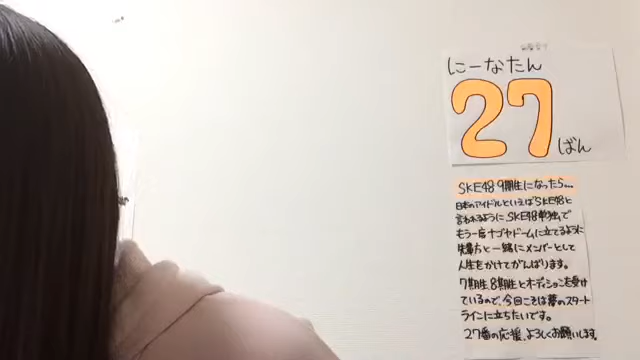 にーなたん
27
ばん
SKE48 9期生になったら…
日本のアイドルといえばSKE48と
言われるように SKE48単独で
もう一度ナゴヤドームに立てるように
先輩方と一緒にメンバーとして
人生をかけてがんばります。
7期生、8期生とオーディションを受け
ているので、今回こそは夢のスタート
ラインに立ちたいです。
27番の応援、よろしくお願いします。